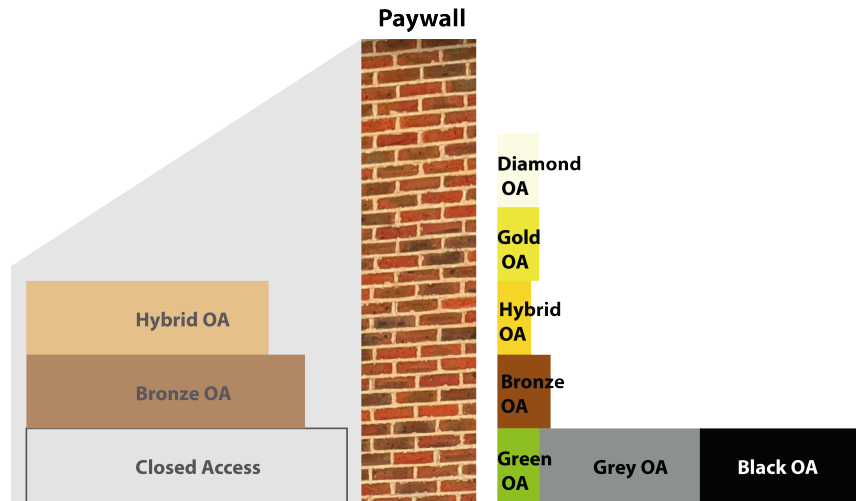 Paywall
Diamond
OA
Gold
OA
Hybrid OA
Hybrid
OA
Bronze OA
Bronze
OA
Closed Access
Green
OA
Grey OA
Black OA